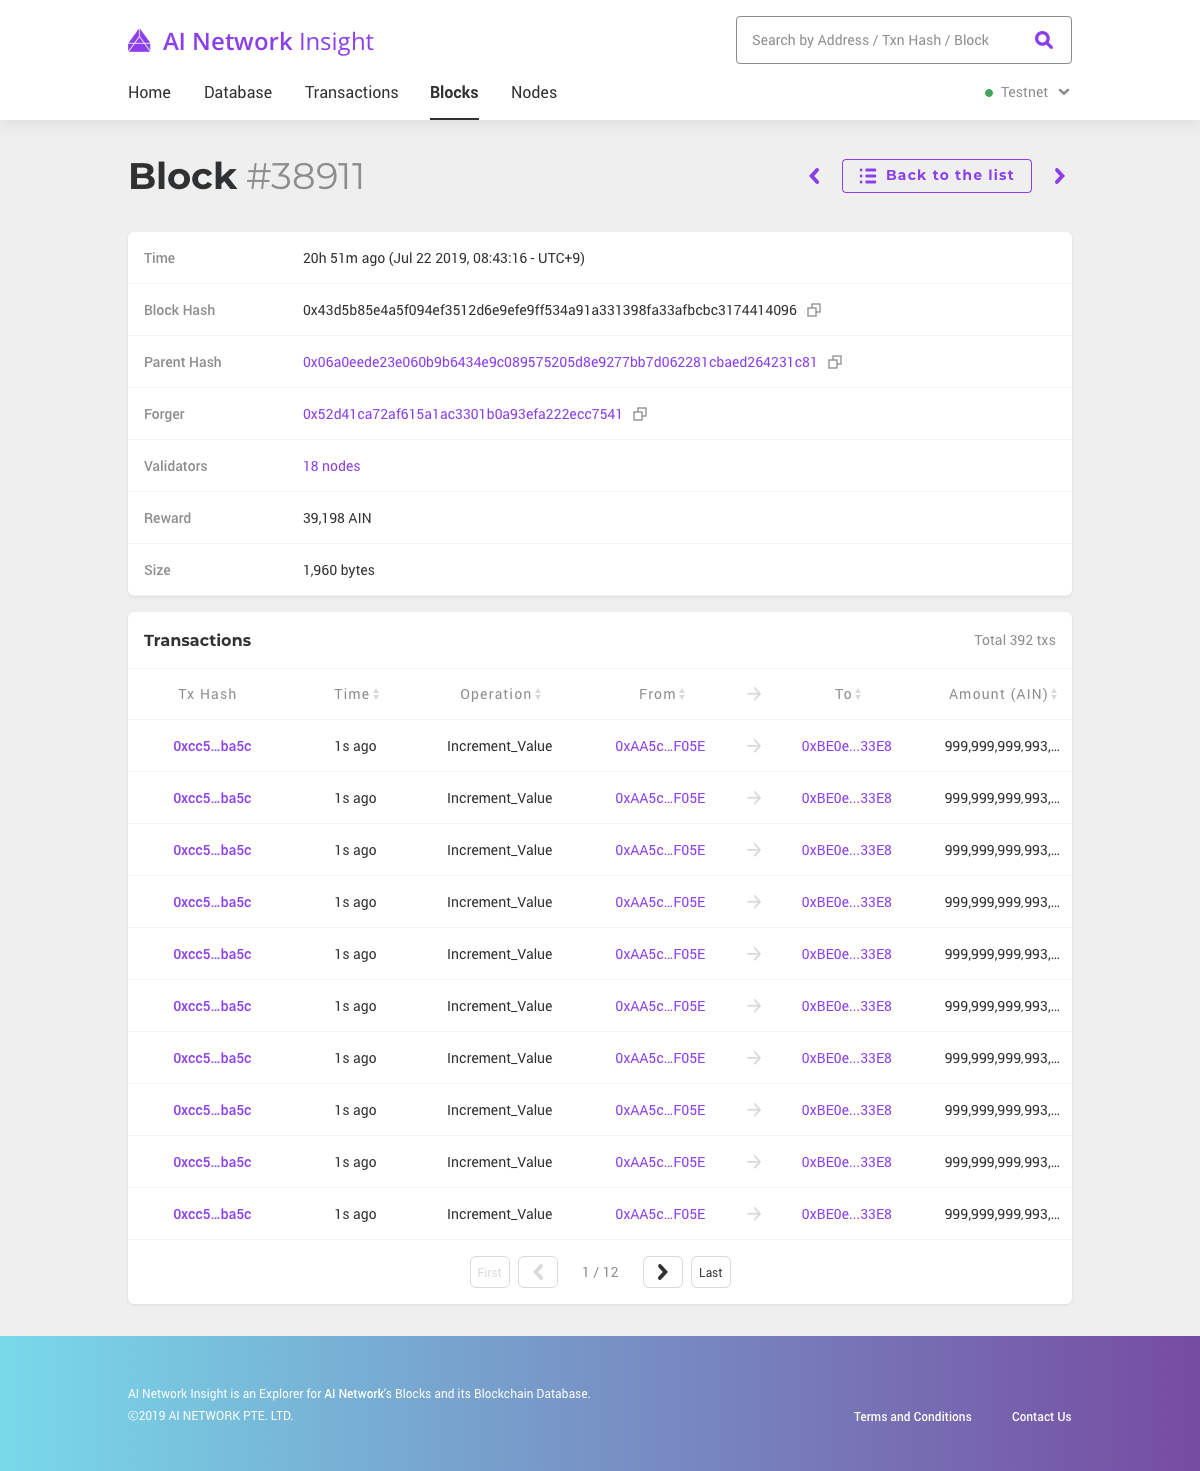 AI Network Insight
Search by Address / Txn Hash / Block
Home Database Transactions Blocks Nodes
Testnet
Block #38911
Back to the list
Time 20h 51m ago (Jul 22 2019, 08:43:16 - UTC+9)
Block Hash 0x43d5b85e4a5f094ef3512d6e9efe9ff534a91a331398fa33afbcbc3174414096
Parent Hash 0x06a0eede23e060b9b6434e9c089575205d8e9277bb7d062281cbaed264231c81
Forger 0x52d41ca72af615a1ac3301b0a93efa222ecc7541
Validators 18 nodes
Reward 39,198 AIN
Size 1,960 bytes
Transactions Total 392 txs
Tx Hash Time Operation From → To Amount (AIN)
0xcc5...ba5c 1s ago Increment_Value 0xAA5c...F05E → 0xBE0e...33E8 999,999,999,993,...
0xcc5...ba5c 1s ago Increment_Value 0xAA5c...F05E → 0xBE0e...33E8 999,999,999,993,...
0xcc5...ba5c 1s ago Increment_Value 0xAA5c...F05E → 0xBE0e...33E8 999,999,999,993,...
0xcc5...ba5c 1s ago Increment_Value 0xAA5c...F05E → 0xBE0e...33E8 999,999,999,993,...
0xcc5...ba5c 1s ago Increment_Value 0xAA5c...F05E → 0xBE0e...33E8 999,999,999,993,...
0xcc5...ba5c 1s ago Increment_Value 0xAA5c...F05E → 0xBE0e...33E8 999,999,999,993,...
0xcc5...ba5c 1s ago Increment_Value 0xAA5c...F05E → 0xBE0e...33E8 999,999,999,993,...
0xcc5...ba5c 1s ago Increment_Value 0xAA5c...F05E → 0xBE0e...33E8 999,999,999,993,...
0xcc5...ba5c 1s ago Increment_Value 0xAA5c...F05E → 0xBE0e...33E8 999,999,999,993,...
0xcc5...ba5c 1s ago Increment_Value 0xAA5c...F05E → 0xBE0e...33E8 999,999,999,993,...
First 1 / 12 Last
AI Network Insight is an Explorer for AI Network's Blocks and its Blockchain Database.
©2019 AI NETWORK PTE. LTD.
Terms and Conditions Contact Us